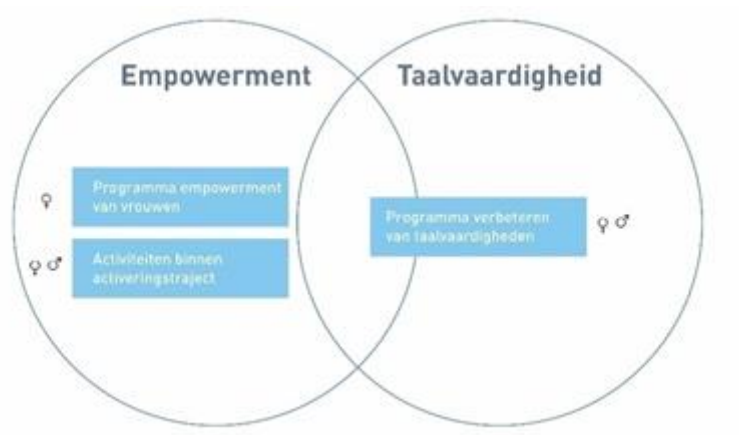 Empowerment
Taalvaardigheid
♀
Programma empowerment
van vrouwen
♀ ♂
Activiteiten binnen
activeringstraject
Programma verbeteren
van taalvaardigheden
♀ ♂